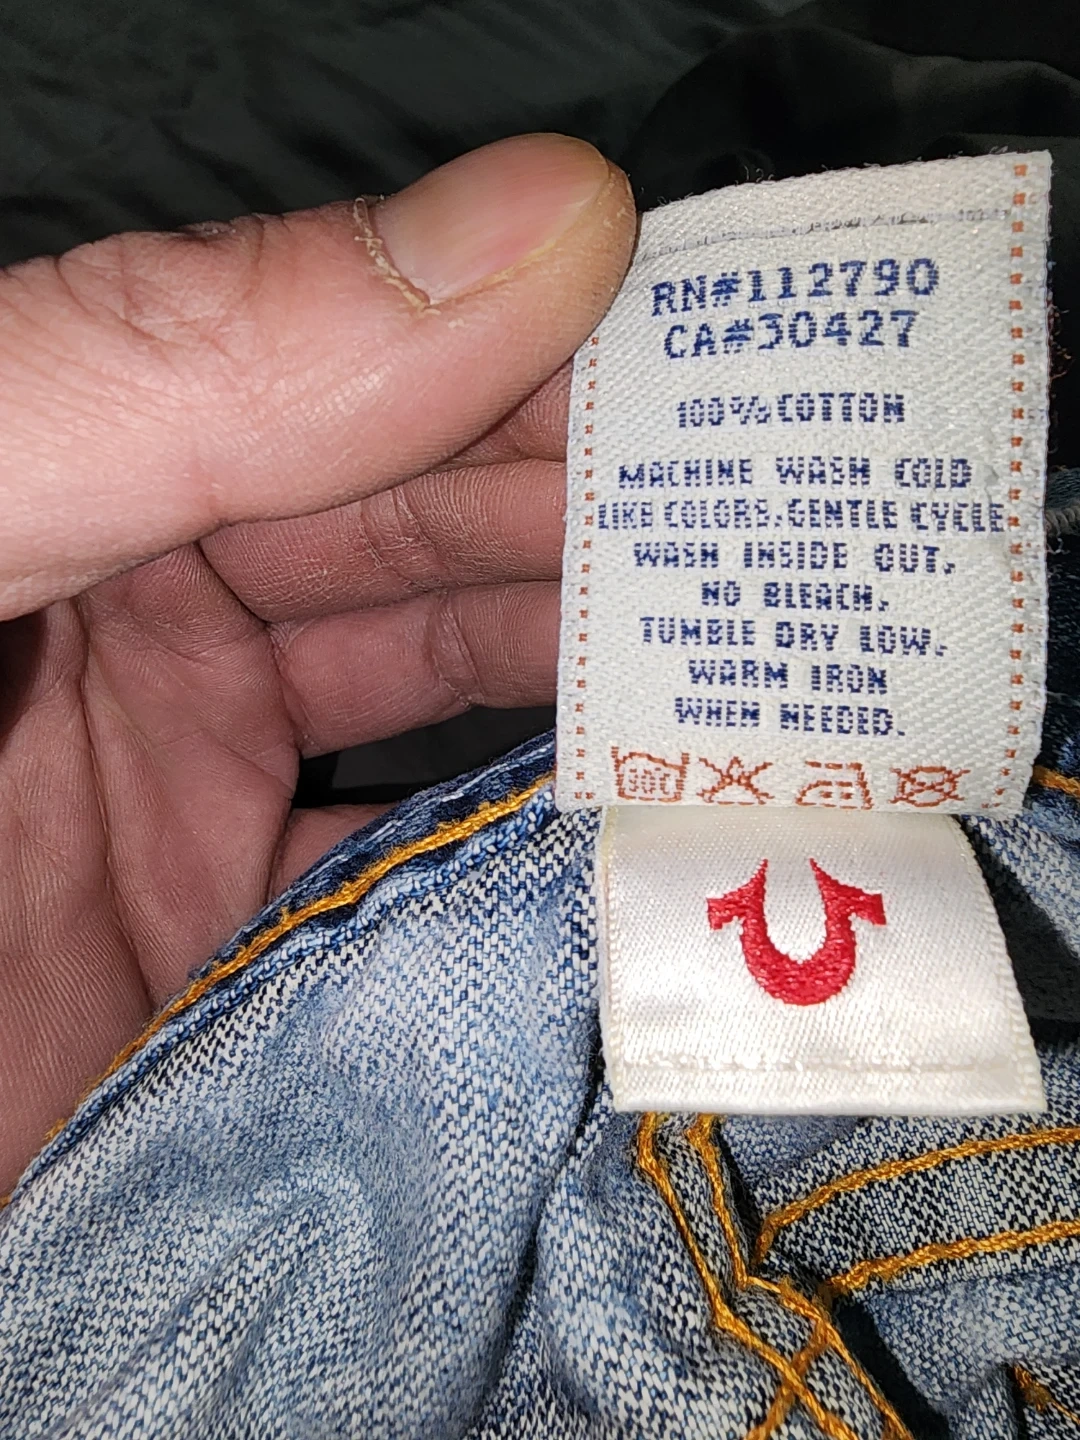 RN#112790
CA#30427
100% COTTON
MACHINE WASH COLD
LIKE COLORS.GENTLE CYCLE
WASH INSIDE OUT.
NO BLEACH.
TUMBLE DRY LOW.
WARM IRON
WHEN NEEDED.
30C